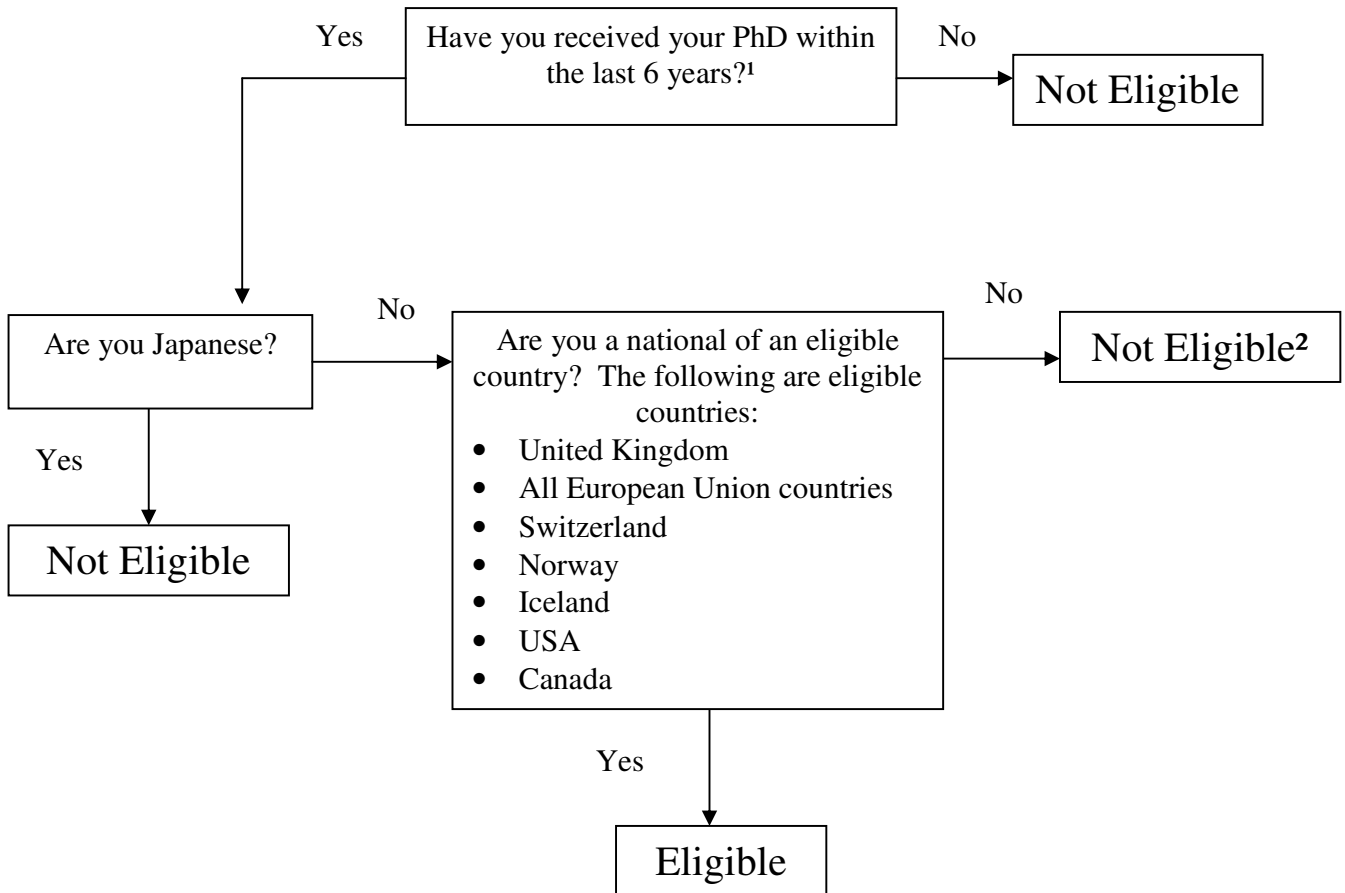 Yes
Have you received your PhD within
the last 6 years?¹
No
Not Eligible
Are you Japanese?
No
Yes
Not Eligible
Are you a national of an eligible
country? The following are eligible
countries:
• United Kingdom
• All European Union countries
• Switzerland
• Norway
• Iceland
• USA
• Canada
No
Not Eligible²
Yes
Eligible